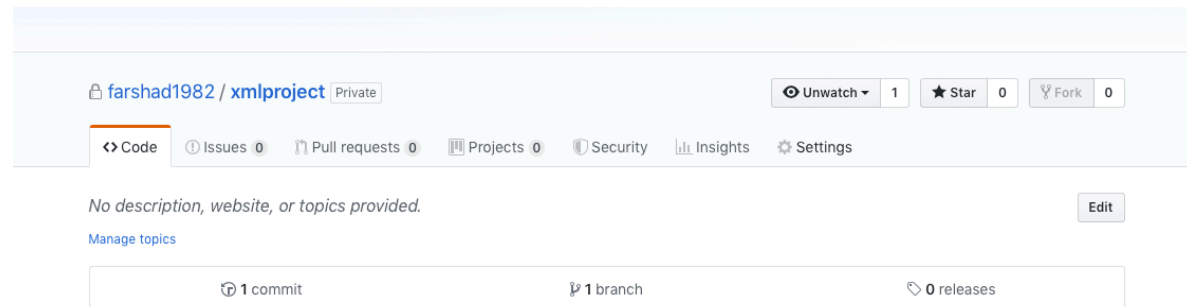 farshad1982 / xmlproject Private Unwatch 1 Star 0 Fork 0
Code Issues 0 Pull requests 0 Projects 0 Security Insights Settings
No description, website, or topics provided. Edit
Manage topics
1 commit 1 branch 0 releases